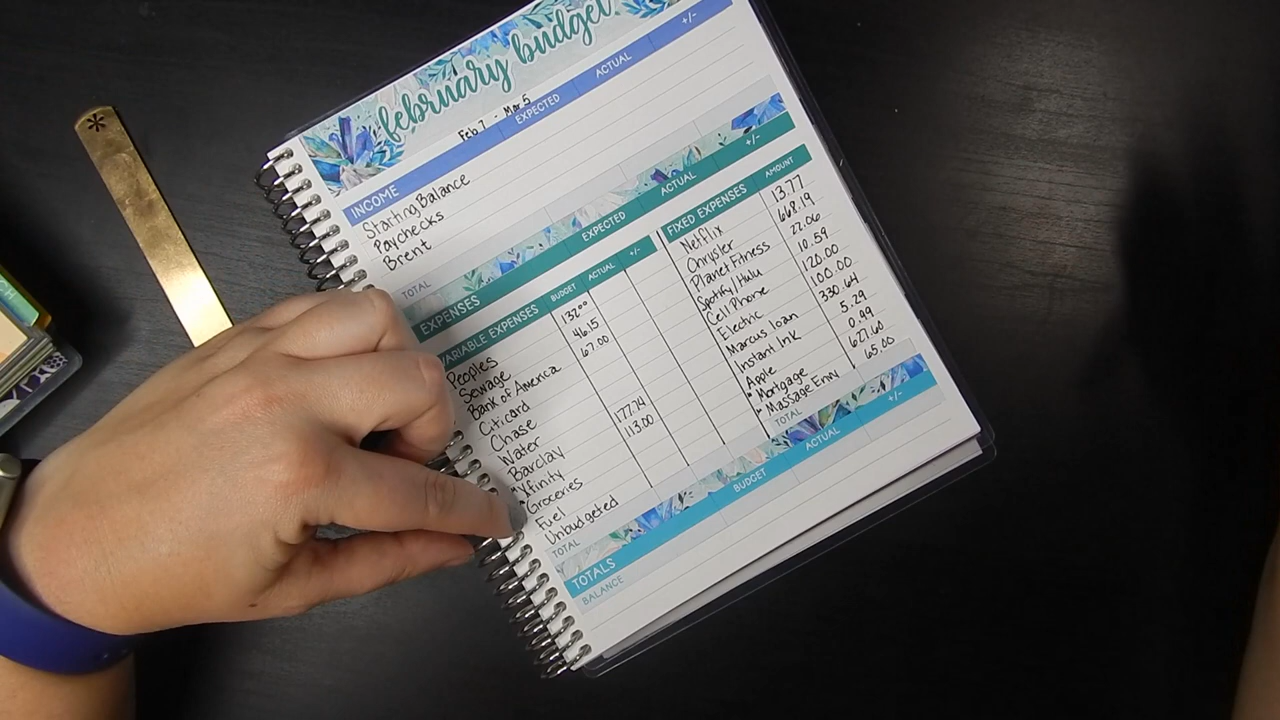 february budget
Feb 7 - Mar 5
INCOME EXPECTED ACTUAL +/-
Starting Balance
Paychecks
Brent
TOTAL
EXPENSES EXPECTED ACTUAL +/-
VARIABLE EXPENSES BUDGET ACTUAL +/-
Peoples 132.00
Sewage 46.15
Bank of America 67.00
Citicard
Chase
Water
Barclay 177.74
Xfinity 113.00
Groceries
Fuel
Unbudgeted
TOTAL
FIXED EXPENSES AMOUNT
Netflix 13.77
Chrysler 668.19
Planet Fitness 22.06
Spotify/Hulu 10.59
Cell Phone 120.00
Electric 100.00
Marcus loan 330.64
Instant Ink 5.29
Apple 0.99
* Mortgage 627.60
* Massage Envy 65.00
TOTAL
TOTALS BUDGET ACTUAL +/-
BALANCE